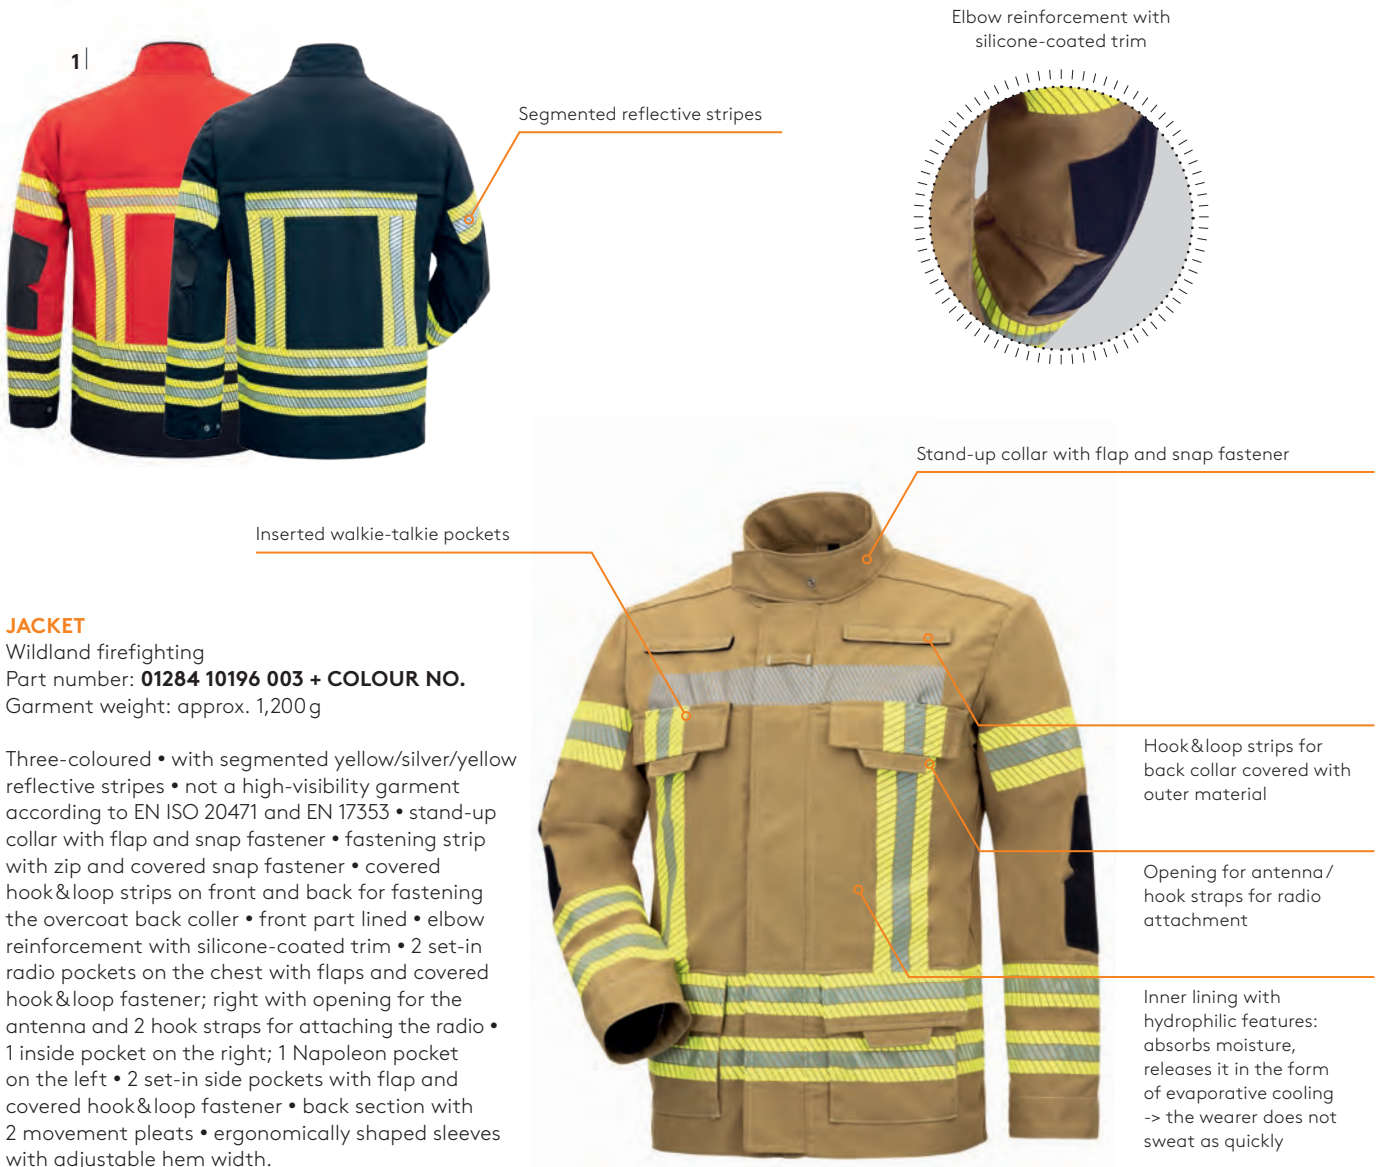 1
Segmented reflective stripes
Elbow reinforcement with
silicone-coated trim
Stand-up collar with flap and snap fastener
Inserted walkie-talkie pockets
JACKET
Wildland firefighting
Part number: 01284 10196 003 + COLOUR NO.
Garment weight: approx. 1,200 g
Three-coloured • with segmented yellow/silver/yellow
reflective stripes • not a high-visibility garment
according to EN ISO 20471 and EN 17353 • stand-up
collar with flap and snap fastener • fastening strip
with zip and covered snap fastener • covered
hook & loop strips on front and back for fastening
the overcoat back coller • front part lined • elbow
reinforcement with silicone-coated trim • 2 set-in
radio pockets on the chest with flaps and covered
hook & loop fastener; right with opening for the
antenna and 2 hook straps for attaching the radio •
1 inside pocket on the right; 1 Napoleon pocket
on the left • 2 set-in side pockets with flap and
covered hook & loop fastener • back section with
2 movement pleats • ergonomically shaped sleeves
with adjustable hem width.
Hook & loop strips for
back collar covered with
outer material
Opening for antenna /
hook straps for radio
attachment
Inner lining with
hydrophilic features:
absorbs moisture,
releases it in the form
of evaporative cooling
-> the wearer does not
sweat as quickly